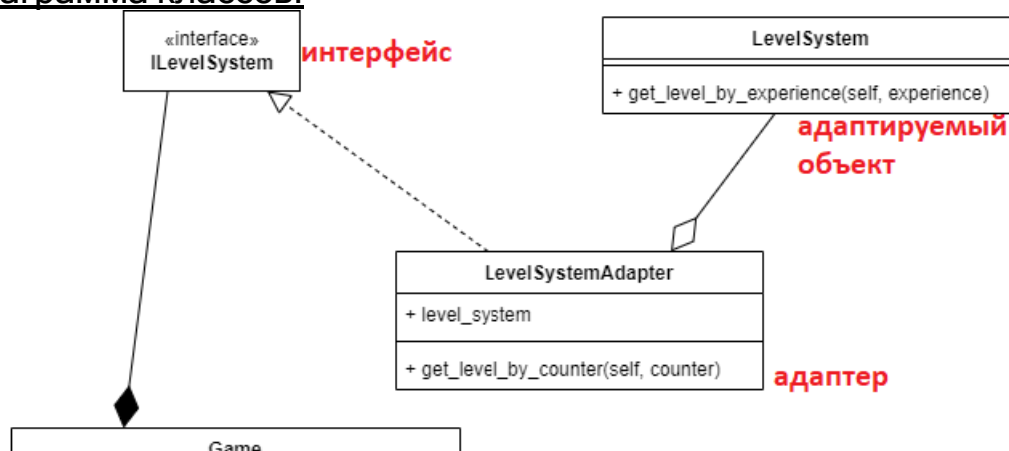 «interface»
ILevelSystem
интерфейс
LevelSystem
+ get_level_by_experience(self, experience)
адаптируемый
объект
LevelSystemAdapter
+ level_system
+ get_level_by_counter(self, counter)
адаптер
Game